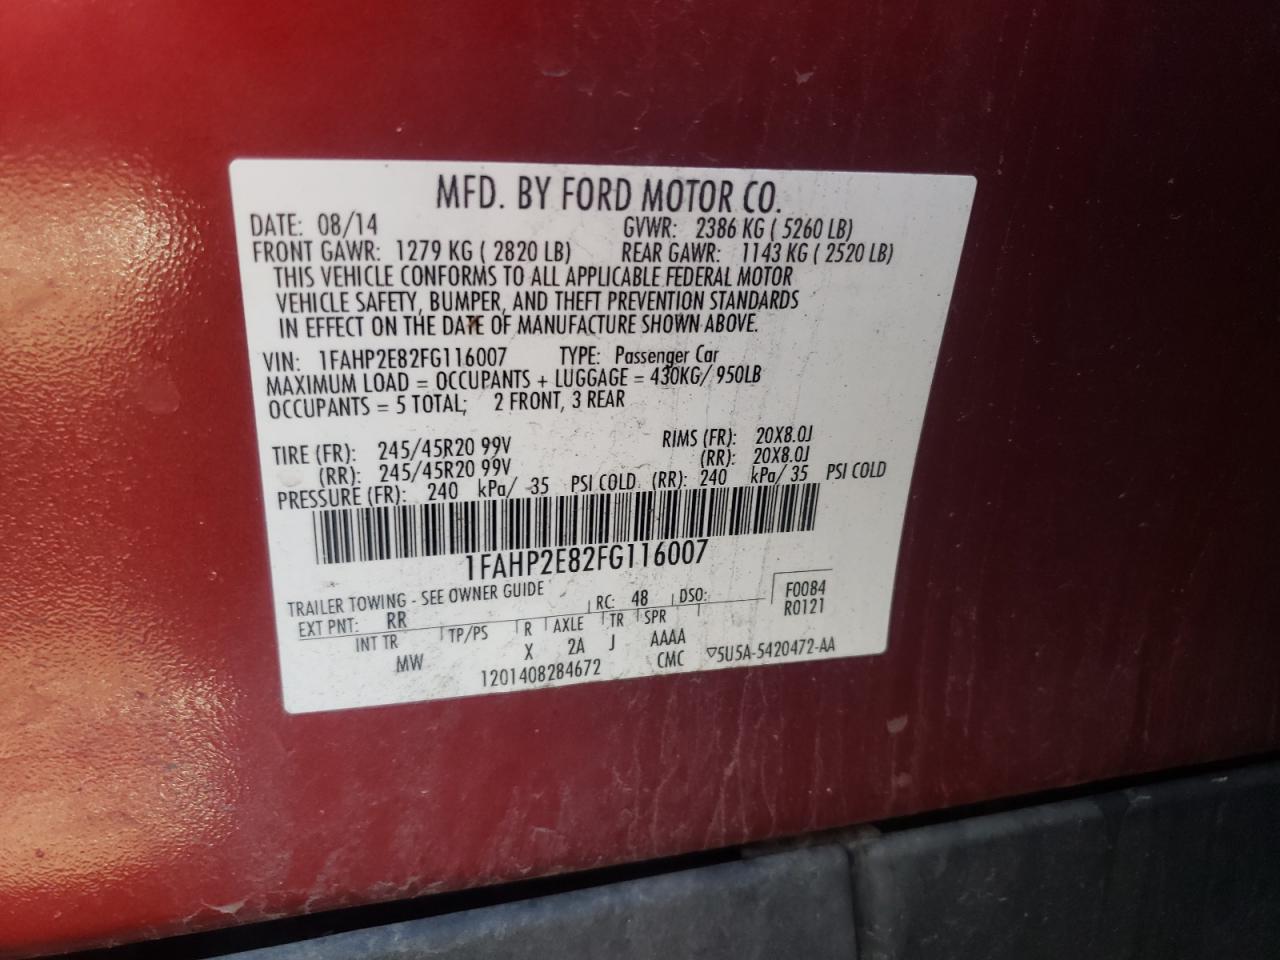 MFD. BY FORD MOTOR CO.
DATE: 08/14 GVWR: 2386 KG ( 5260 LB)
FRONT GAWR: 1279 KG ( 2820 LB) REAR GAWR: 1143 KG ( 2520 LB)
THIS VEHICLE CONFORMS TO ALL APPLICABLE FEDERAL MOTOR
VEHICLE SAFETY, BUMPER, AND THEFT PREVENTION STANDARDS
IN EFFECT ON THE DATE OF MANUFACTURE SHOWN ABOVE.
VIN: 1FAHP2E82FG116007 TYPE: Passenger Car
MAXIMUM LOAD = OCCUPANTS + LUGGAGE = 430KG/ 950LB
OCCUPANTS = 5 TOTAL; 2 FRONT, 3 REAR
TIRE (FR): 245/45R20 99V RIMS (FR): 20X8.0J
(RR): 245/45R20 99V (RR): 20X8.0J
PRESSURE (FR): 240 kPa/ 35 PSI COLD (RR): 240 kPa/ 35 PSI COLD
1FAHP2E82FG116007
TRAILER TOWING - SEE OWNER GUIDE F0084
EXT PNT: RR RC: 48 DSO: R0121
INT TR TP/PS R AXLE TR SPR
MW X 2A J AAAA
1201408284672 CMC ▽5U5A-5420472-AA